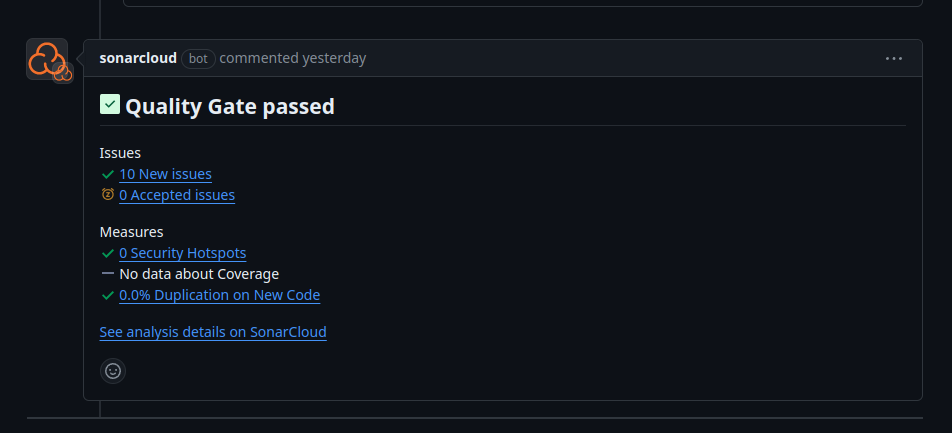 sonarcloud bot commented yesterday
Quality Gate passed
Issues
10 New issues
0 Accepted issues
Measures
0 Security Hotspots
No data about Coverage
0.0% Duplication on New Code
See analysis details on SonarCloud